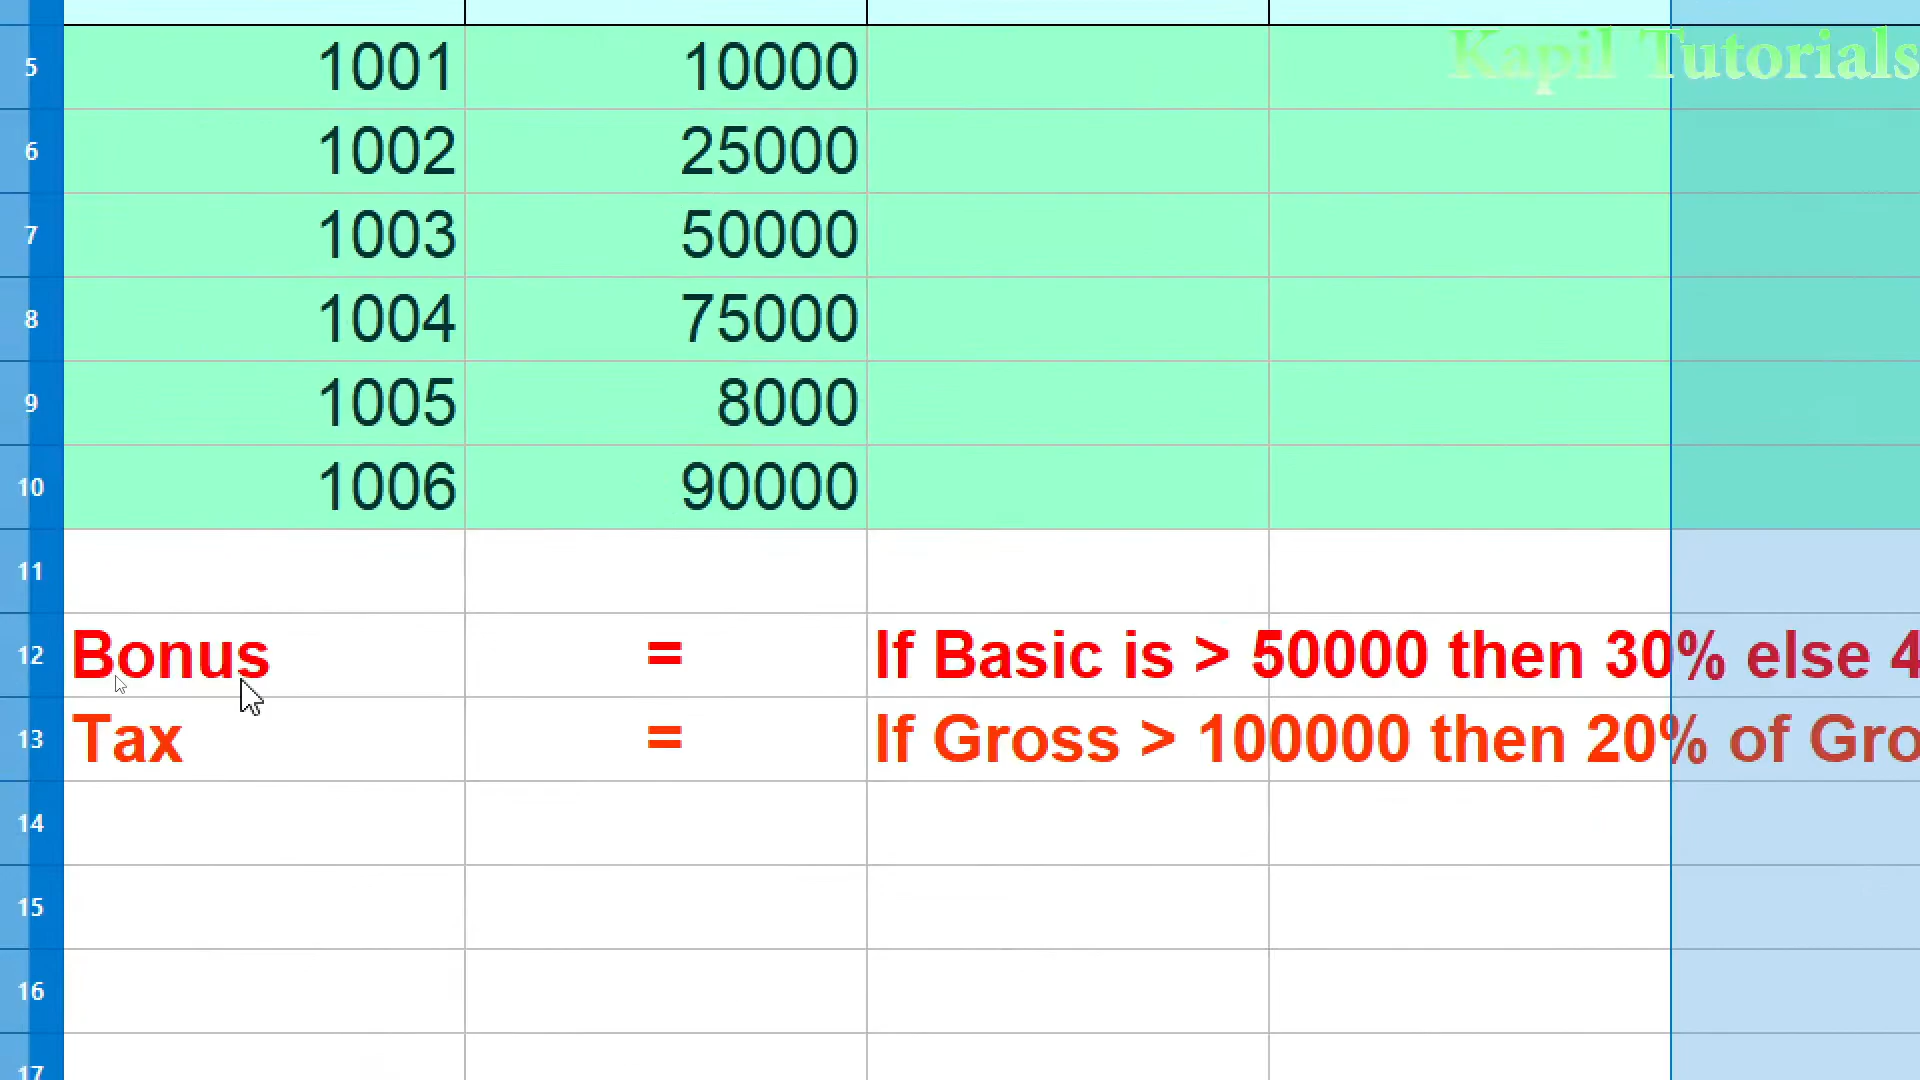 Kapil Tutorials
5 1001 10000
6 1002 25000
7 1003 50000
8 1004 75000
9 1005 8000
10 1006 90000
11
12 Bonus = If Basic is > 50000 then 30% else 4
13 Tax = If Gross > 100000 then 20% of Gro
14
15
16
17